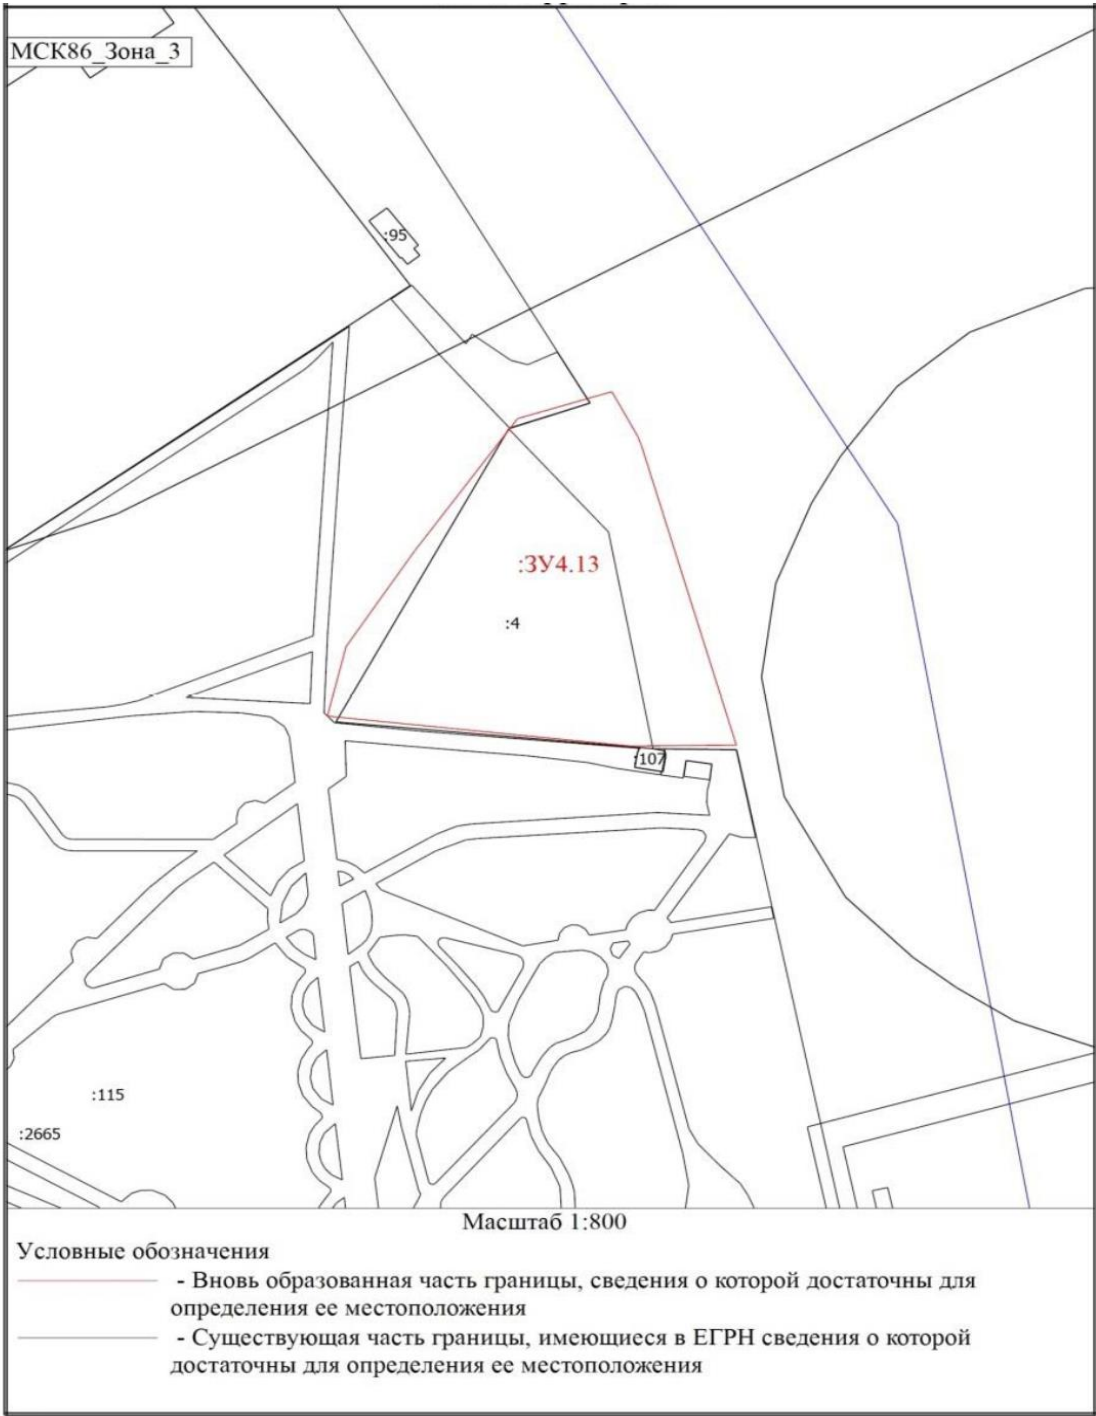 МСК86_Зона_3
:95
:ЗУ4.13
:4
:107
:115
:2665
Масштаб 1:800
Условные обозначения
- Вновь образованная часть границы, сведения о которой достаточны для
определения ее местоположения
- Существующая часть границы, имеющиеся в ЕГРН сведения о которой
достаточны для определения ее местоположения